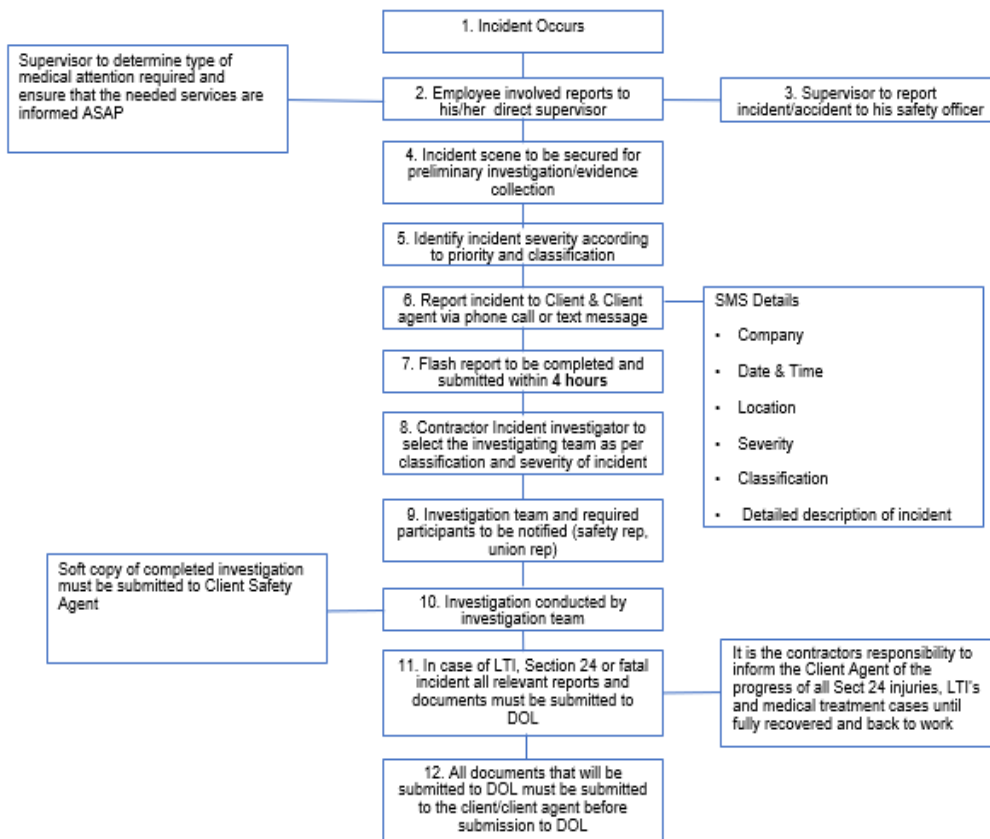 1. Incident Occurs
Supervisor to determine type of
medical attention required and
ensure that the needed services are
informed ASAP
2. Employee involved reports to
his/her direct supervisor
3. Supervisor to report
incident/accident to his safety officer
4. Incident scene to be secured for
preliminary investigation/evidence
collection
5. Identify incident severity according
to priority and classification
6. Report incident to Client & Client
agent via phone call or text message
SMS Details
• Company
• Date & Time
• Location
• Severity
• Classification
• Detailed description of incident
7. Flash report to be completed and
submitted within 4 hours
8. Contractor Incident investigator to
select the investigating team as per
classification and severity of incident
9. Investigation team and required
participants to be notified (safety rep,
union rep)
Soft copy of completed investigation
must be submitted to Client Safety
Agent
10. Investigation conducted by
investigation team
11. In case of LTI, Section 24 or fatal
incident all relevant reports and
documents must be submitted to
DOL
It is the contractors responsibility to
inform the Client Agent of the
progress of all Sect 24 injuries, LTI's
and medical treatment cases until
fully recovered and back to work
12. All documents that will be
submitted to DOL must be submitted
to the client/client agent before
submission to DOL